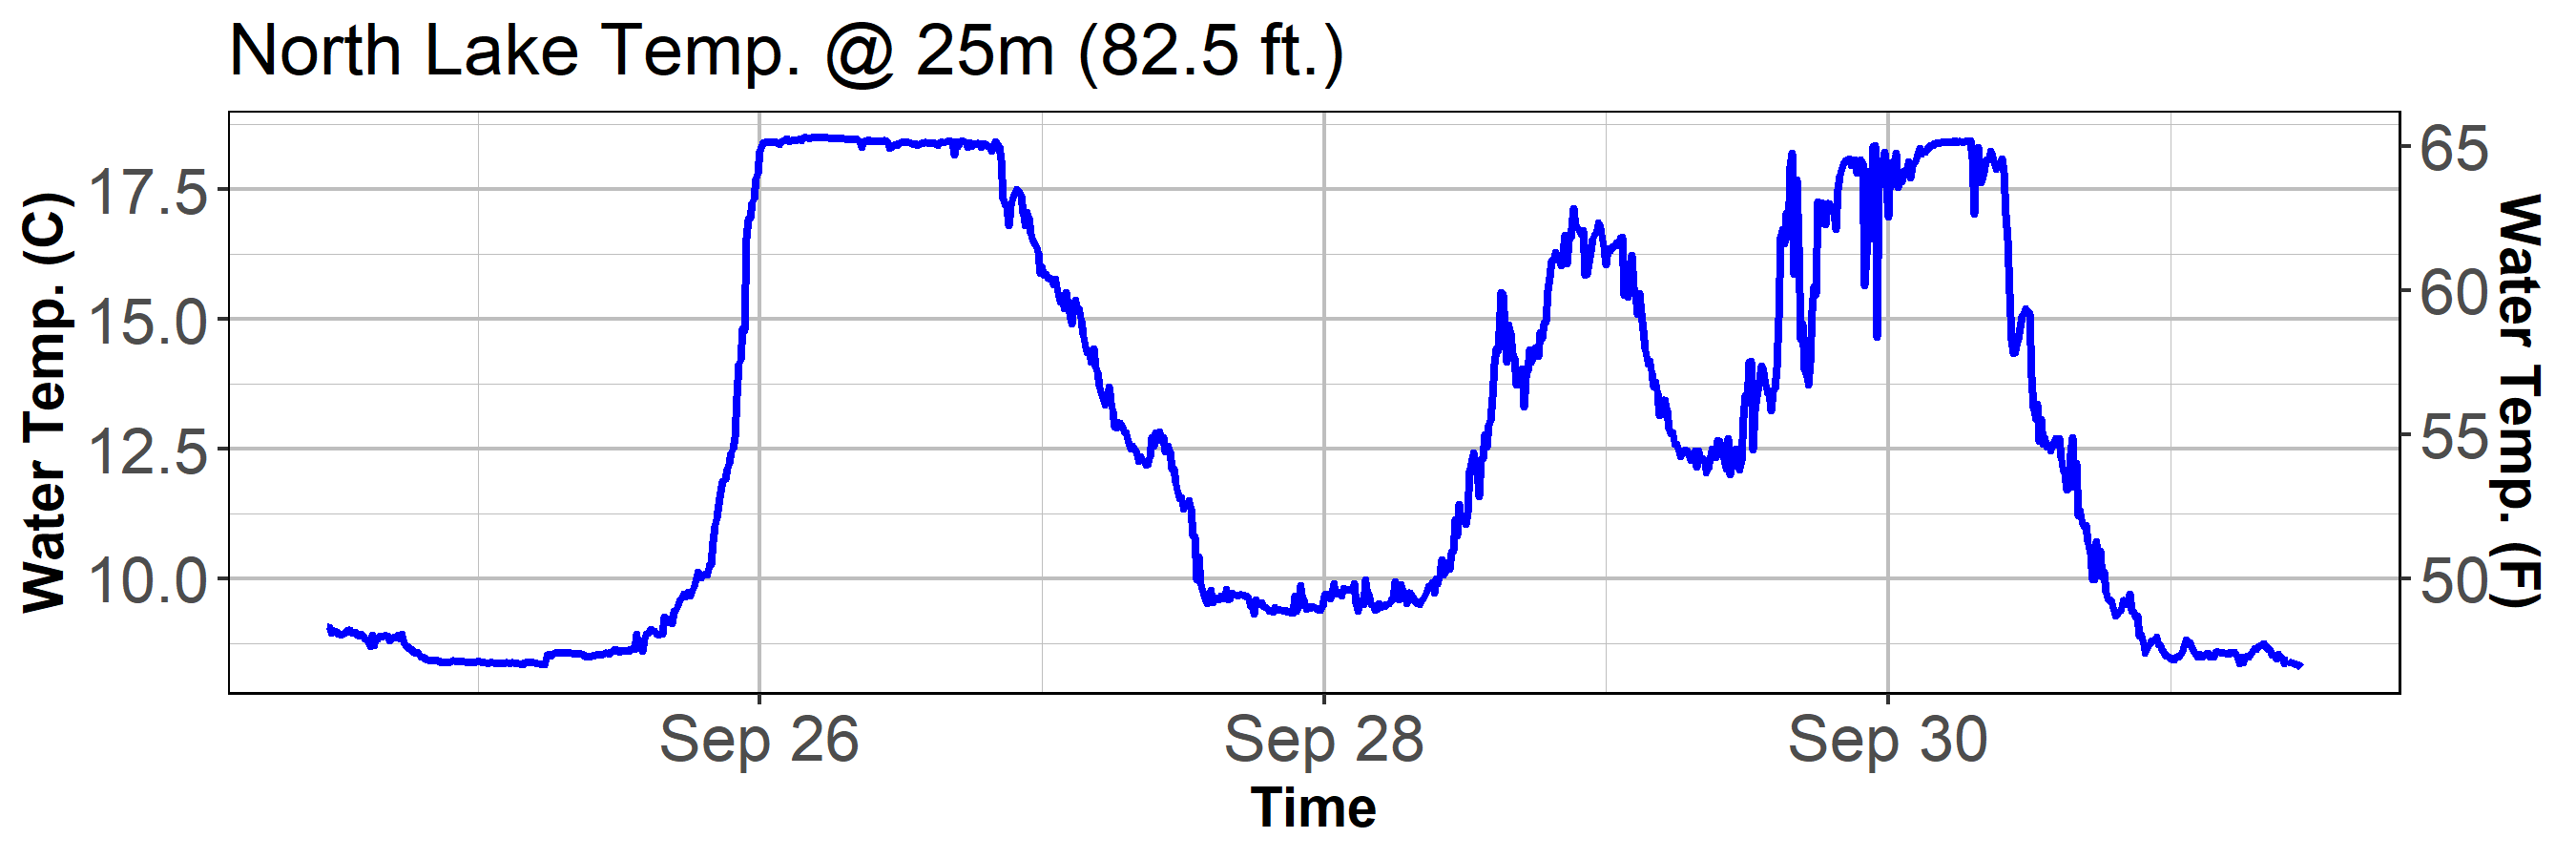 North Lake Temp. @ 25m (82.5 ft.)
Water Temp. (C)
17.5
15.0
12.5
10.0
65
60
55
50
Water Temp. (F)
Sep 26 Sep 28 Sep 30
Time